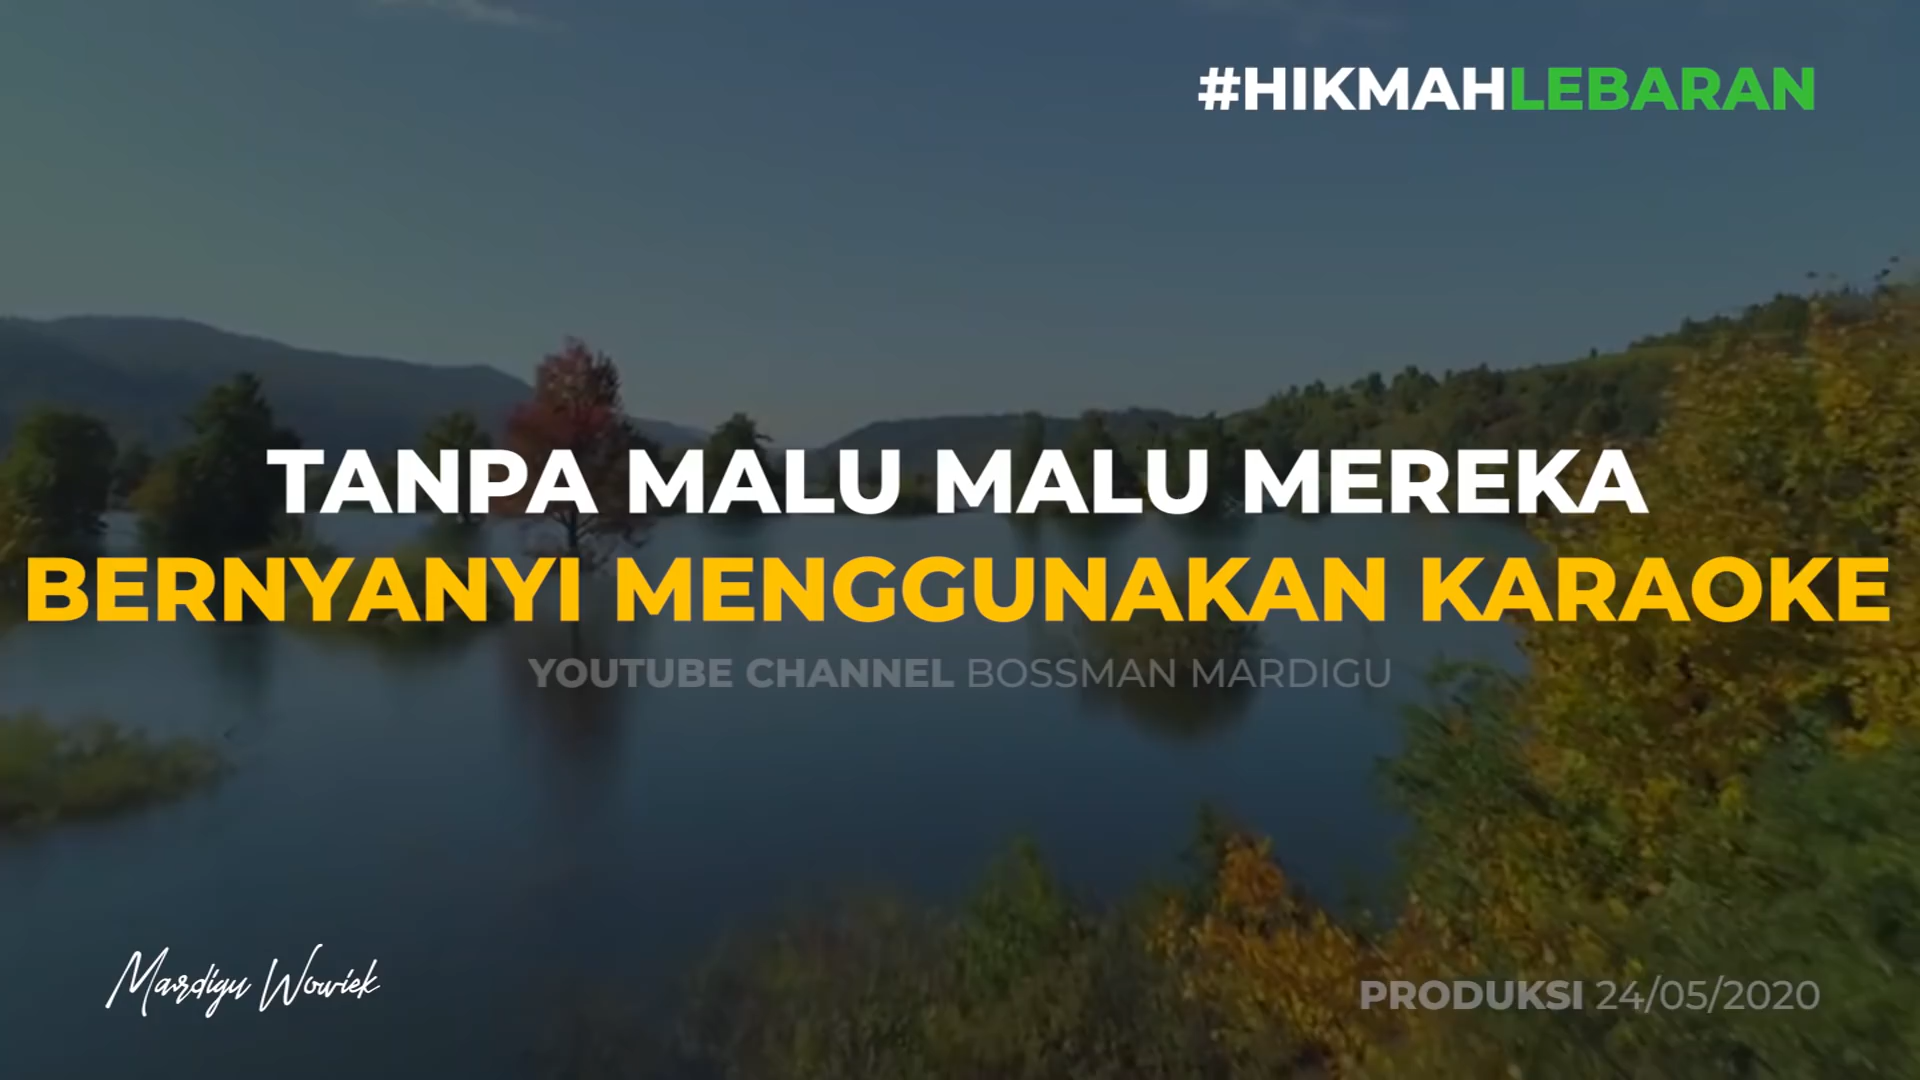 #HIKMAHLEBARAN
TANPA MALU MALU MEREKA
BERNYANYI MENGGUNAKAN KARAOKE
YOUTUBE CHANNEL BOSSMAN MARDIGU
Mardigu Wowiek
PRODUKSI 24/05/2020